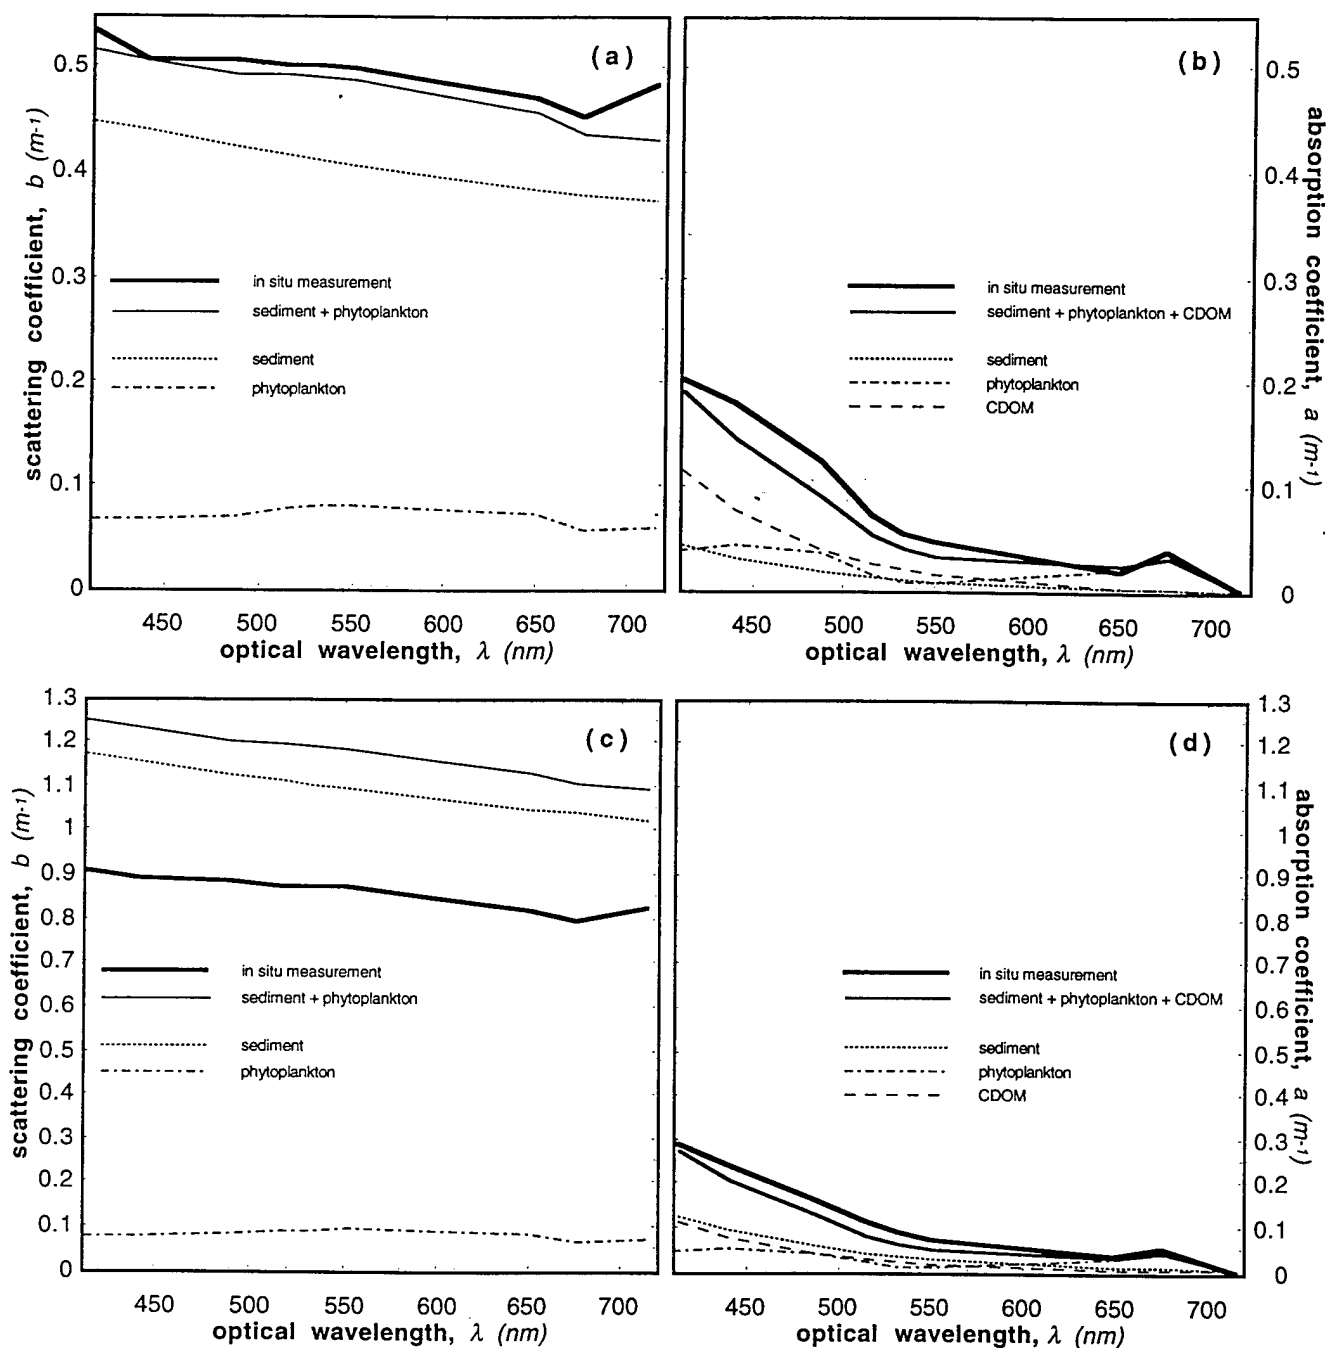 (a)
0.5
0.4
0.3
0.2
0.1
0
scattering coefficient, b (m-1)
in situ measurement
sediment + phytoplankton
sediment
phytoplankton
450 500 550 600 650 700
optical wavelength, λ (nm)
(b)
0.5
0.4
0.3
0.2
0.1
0
absorption coefficient, a (m-1)
in situ measurement
sediment + phytoplankton + CDOM
sediment
phytoplankton
CDOM
450 500 550 600 650 700
optical wavelength, λ (nm)
(c)
1.3
1.2
1.1
1
0.9
0.8
0.7
0.6
0.5
0.4
0.3
0.2
0.1
0
scattering coefficient, b (m-1)
in situ measurement
sediment + phytoplankton
sediment
phytoplankton
450 500 550 600 650 700
optical wavelength, λ (nm)
(d)
1.3
1.2
1.1
1
0.9
0.8
0.7
0.6
0.5
0.4
0.3
0.2
0.1
0
absorption coefficient, a (m-1)
in situ measurement
sediment + phytoplankton + CDOM
sediment
phytoplankton
CDOM
450 500 550 600 650 700
optical wavelength, λ (nm)